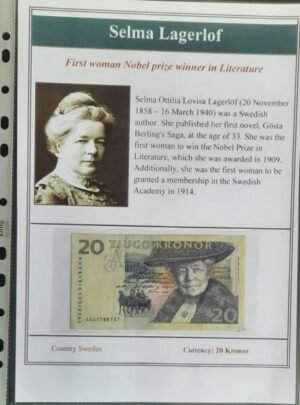 Selma Lagerlof
First woman Nobel prize winner in Literature
Selma Ottilia Lovisa Lagerlöf (20 November
1858 – 16 March 1940) was a Swedish
author. She published her first novel, Gösta
Berling's Saga, at the age of 33. She was the
first woman to win the Nobel Prize in
Literature, which she was awarded in 1909.
Additionally, she was the first woman to be
granted a membership in the Swedish
Academy in 1914.
20 TJUGO KRONOR
SVERIGES RIKSBANK
20
Country Sweden
Currency: 20 Kronor